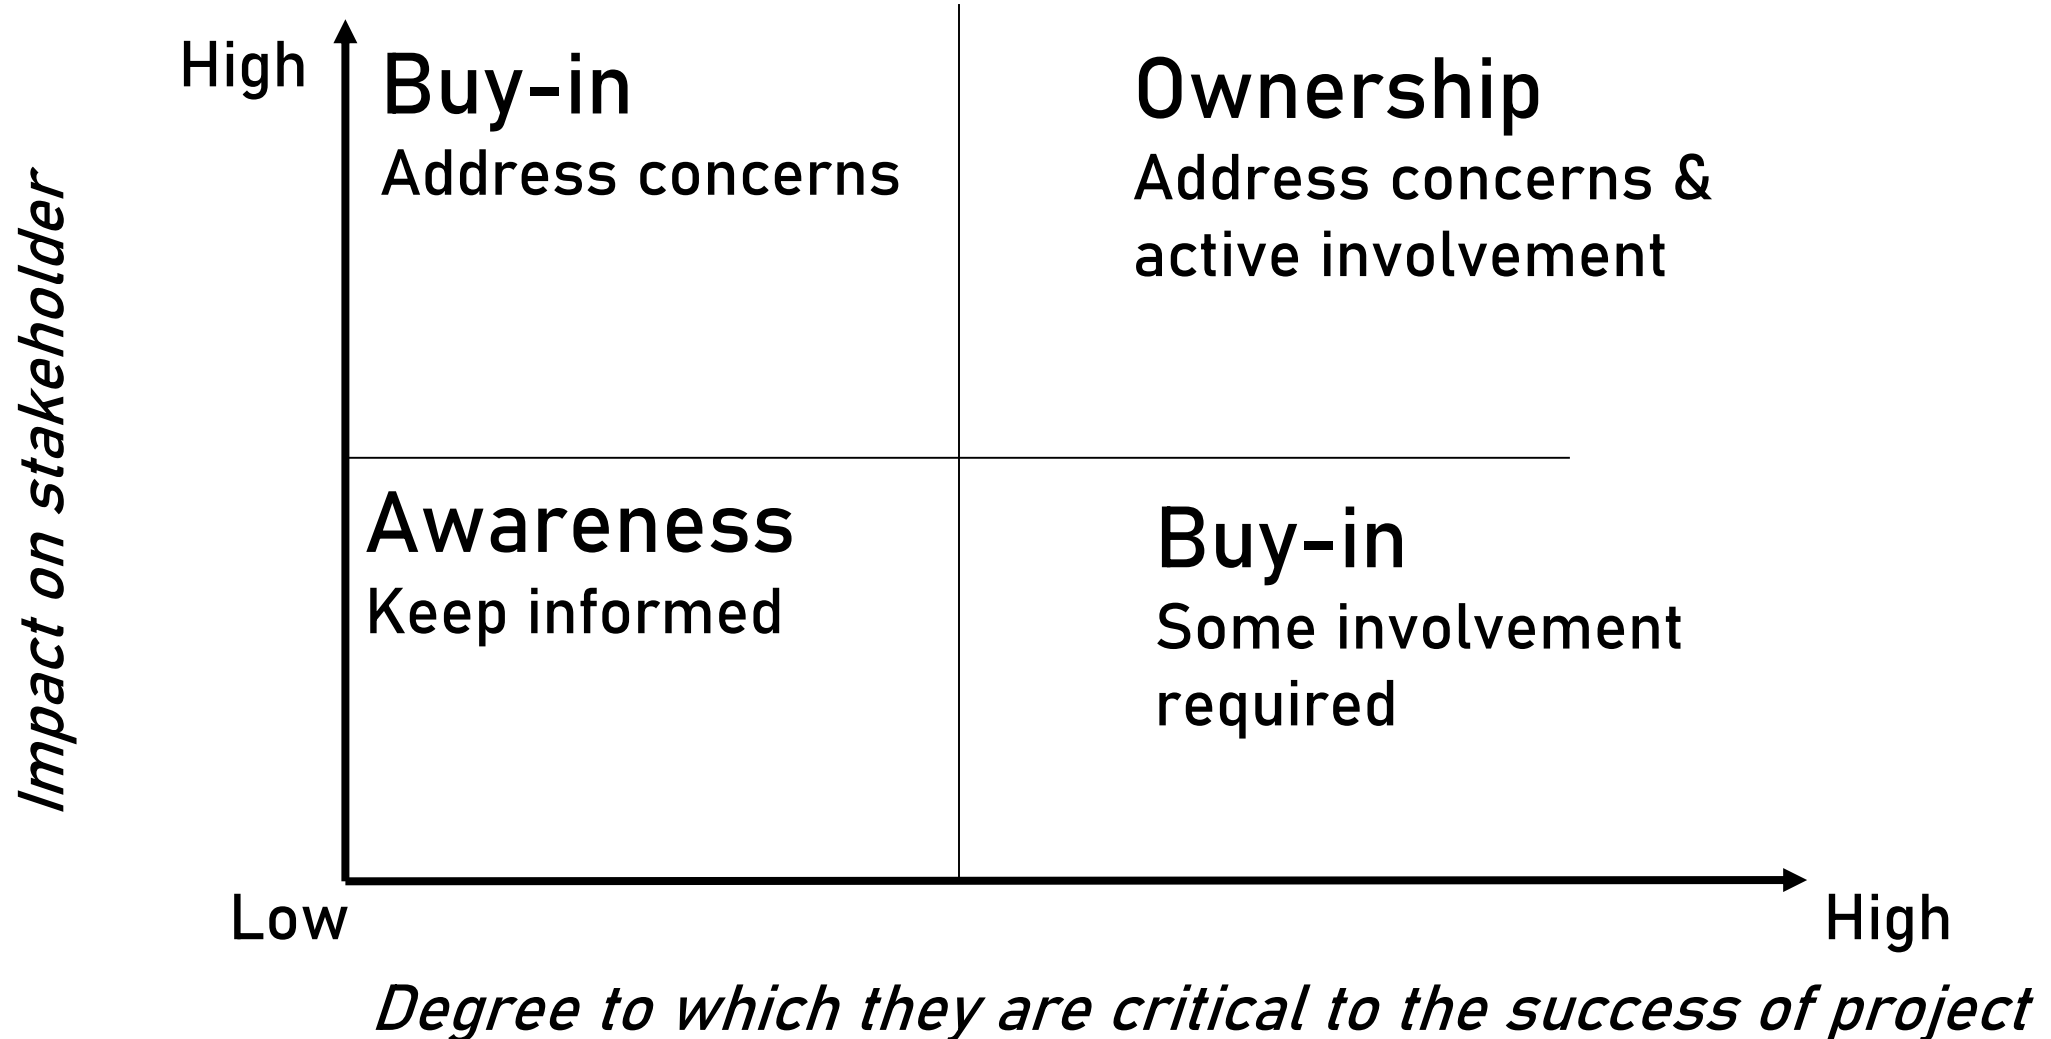 High
Buy-in
Address concerns
Ownership
Address concerns &
active involvement
Impact on stakeholder
Awareness
Keep informed
Buy-in
Some involvement
required
Low
High
Degree to which they are critical to the success of project